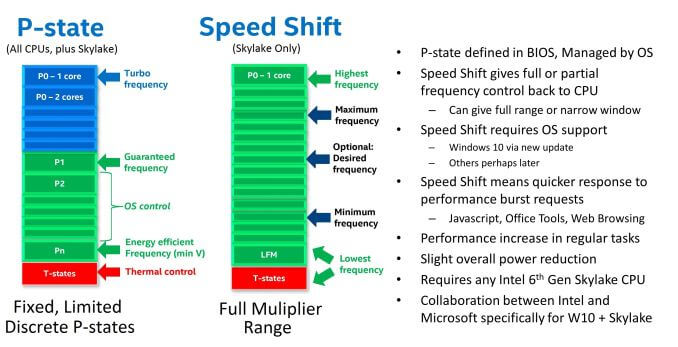 P-state
(All CPUs, plus Skylake)
P0 – 1 core
Turbo
frequency
P0 – 2 cores
P1
Guaranteed
frequency
P2
OS control
Pn
Energy efficient
Frequency (min V)
T-states
Thermal control
Fixed, Limited
Discrete P-states
Speed Shift
(Skylake Only)
P0 – 1 core
Highest
frequency
Maximum
frequency
Optional:
Desired
frequency
Minimum
frequency
LFM
Lowest
frequency
T-states
Full Muliplier
Range
• P-state defined in BIOS, Managed by OS
• Speed Shift gives full or partial
frequency control back to CPU
– Can give full range or narrow window
• Speed Shift requires OS support
– Windows 10 via new update
– Others perhaps later
• Speed Shift means quicker response to
performance burst requests
– Javascript, Office Tools, Web Browsing
• Performance increase in regular tasks
• Slight overall power reduction
• Requires any Intel 6th Gen Skylake CPU
• Collaboration between Intel and
Microsoft specifically for W10 + Skylake